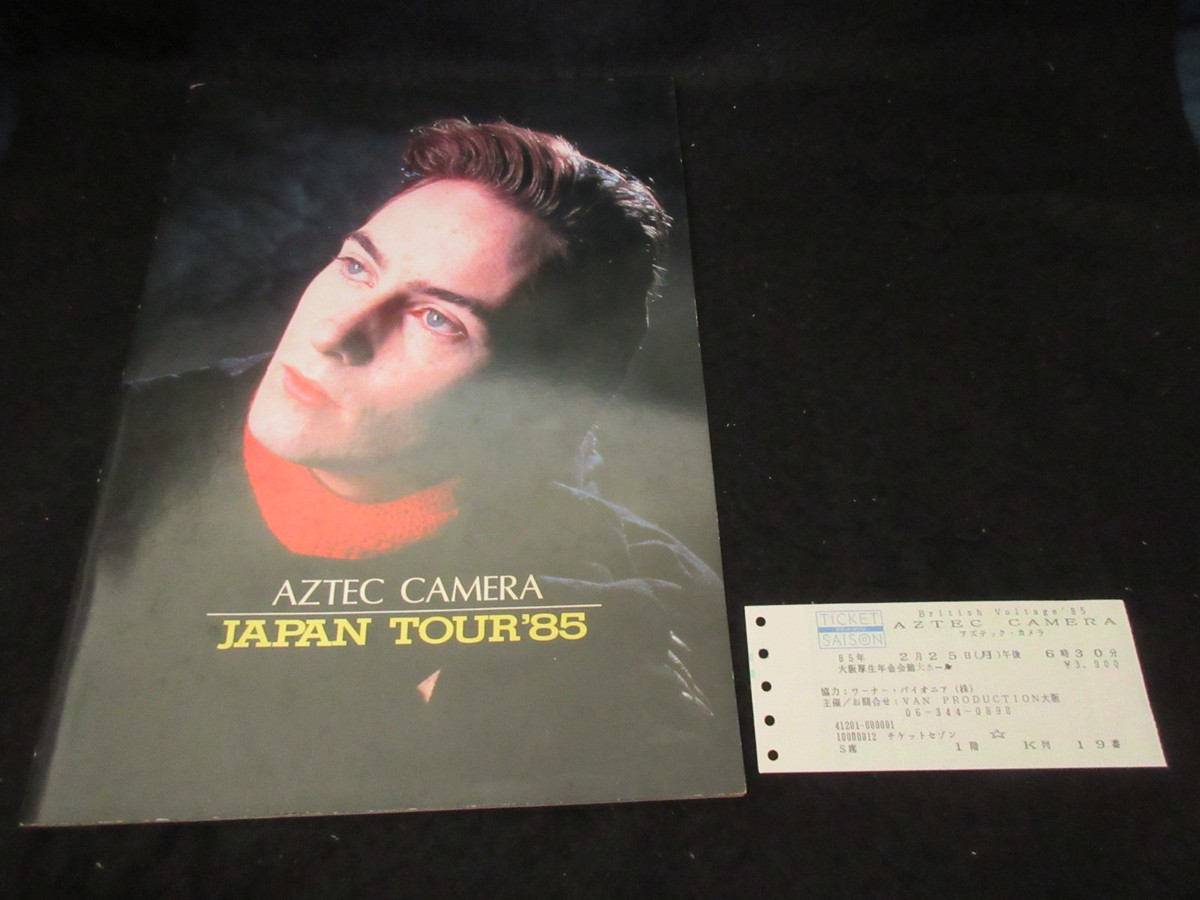 AZTEC CAMERA
JAPAN TOUR'85
TICKET
SAISON
British Voltage'85
AZTEC CAMERA
アズテック・カメラ
85年 2月25日(月)午後 6時30分
大阪厚生年金会館大ホール ¥3,900
協力:ワーナー・パイオニア(株)
主催/お問合せ:VAN PRODUCTION大阪
06-344-0898
41201-000001
10000012 チケットセゾン ☆
S席 1階 K列 19番